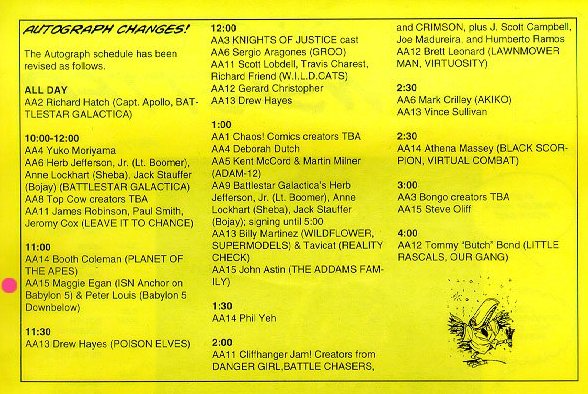 AUTOGRAPH CHANGES!
The Autograph schedule has been
revised as follows.
ALL DAY
AA2 Richard Hatch (Capt. Apollo, BAT-
TLESTAR GALACTICA)
10:00-12:00
AA4 Yuko Moriyama
AA6 Herb Jefferson, Jr. (Lt. Boomer),
Anne Lockhart (Sheba), Jack Stauffer
(Bojay) (BATTLESTAR GALACTICA)
AA8 Top Cow creators TBA
AA11 James Robinson, Paul Smith,
Jeromy Cox (LEAVE IT TO CHANCE)
11:00
AA14 Booth Coleman (PLANET OF
THE APES)
AA15 Maggie Egan (ISN Anchor on
Babylon 5) & Peter Louis (Babylon 5
Downbelow)
11:30
AA13 Drew Hayes (POISON ELVES)
12:00
AA3 KNIGHTS OF JUSTICE cast
AA6 Sergio Aragones (GROO)
AA11 Scott Lobdell, Travis Charest,
Richard Friend (W.I.L.D.CATS)
AA12 Gerard Christopher
AA13 Drew Hayes
1:00
AA1 Chaos! Comics creators TBA
AA4 Deborah Dutch
AA5 Kent McCord & Martin Milner
(ADAM-12)
AA9 Battlestar Galactica's Herb
Jefferson, Jr. (Lt. Boomer), Anne
Lockhart (Sheba), Jack Stauffer
(Bojay); signing until 5:00
AA13 Billy Martinez (WILDFLOWER,
SUPERMODELS) & Tavicat (REALITY
CHECK)
AA15 John Astin (THE ADDAMS FAM-
ILY)
1:30
AA14 Phil Yeh
2:00
AA11 Cliffhanger Jam! Creators from
DANGER GIRL,BATTLE CHASERS,
and CRIMSON, plus J. Scott Campbell,
Joe Madureira, and Humberto Ramos
AA12 Brett Leonard (LAWNMOWER
MAN, VIRTUOSITY)
2:30
AA6 Mark Crilley (AKIKO)
AA13 Vince Sullivan
2:30
AA14 Athena Massey (BLACK SCOR-
PION, VIRTUAL COMBAT)
3:00
AA3 Bongo creators TBA
AA15 Steve Oliff
4:00
AA12 Tommy "Butch" Bond (LITTLE
RASCALS, OUR GANG)